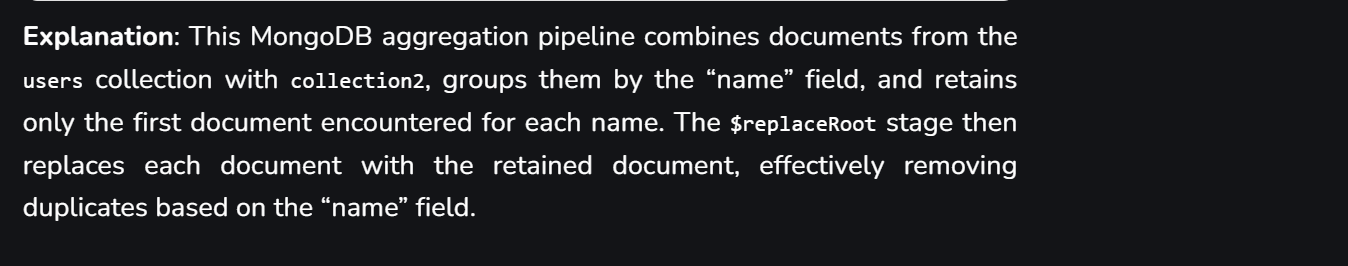 Explanation: This MongoDB aggregation pipeline combines documents from the
users collection with collection2, groups them by the “name” field, and retains
only the first document encountered for each name. The $replaceRoot stage then
replaces each document with the retained document, effectively removing
duplicates based on the “name” field.